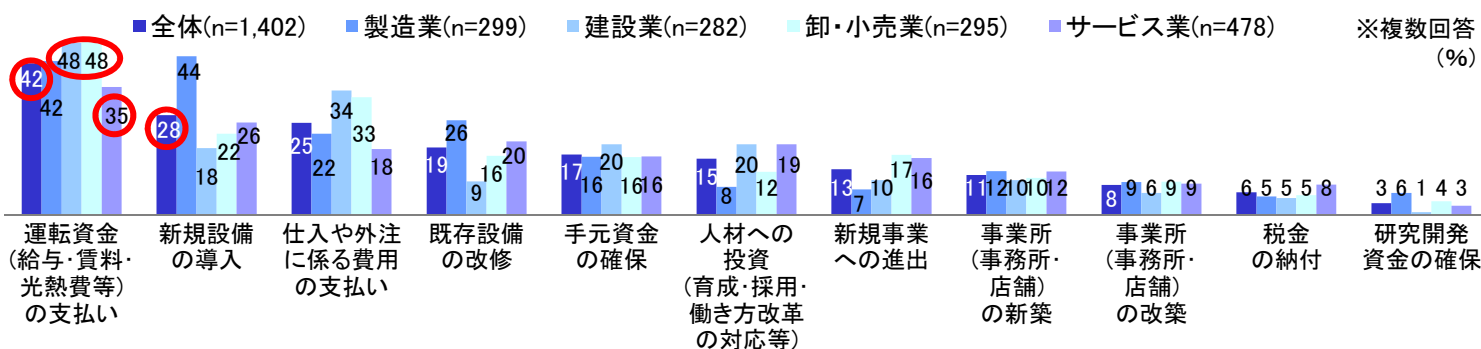 ■全体(n=1,402) ■製造業(n=299) ■建設業(n=282) ■卸・小売業(n=295) ■サービス業(n=478)
※複数回答
(%)
42 42 48 48 35
28 44 18 22 26
25 22 34 33 18
19 26 9 16 20
17 16 20 16 16
15 8 20 12 19
13 7 10 17 16
11 12 10 10 12
8 9 6 9 9
6 5 5 5 8
3 6 1 4 3
運転資金
(給与・賃料・
光熱費等)
の支払い
新規設備
の導入
仕入や外注
に係る費用
の支払い
既存設備
の改修
手元資金
の確保
人材への
投資
(育成・採用・
働き方改革
の対応等)
新規事業
への進出
事業所
(事務所・
店舗)
の新築
事業所
(事務所・
店舗)
の改築
税金
の納付
研究開発
資金の確保